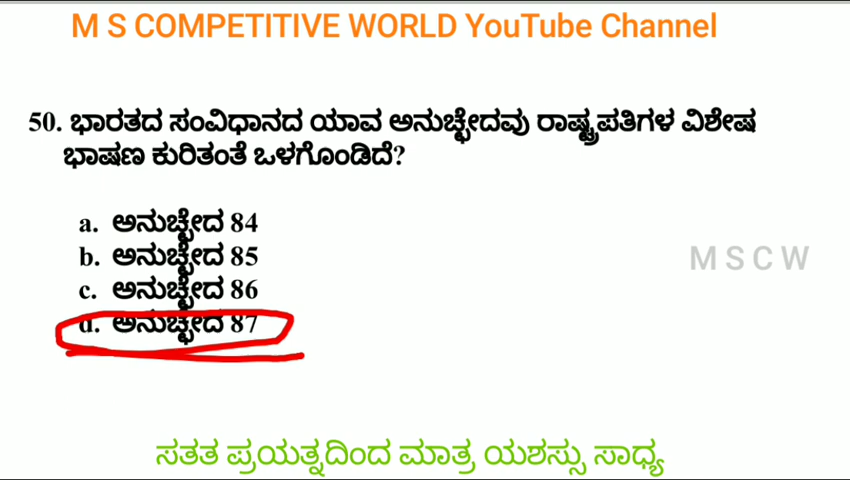 M S COMPETITIVE WORLD YouTube Channel
50. ಭಾರತದ ಸಂವಿಧಾನದ ಯಾವ ಅನುಚ್ಛೇದವು ರಾಷ್ಟ್ರಪತಿಗಳ ವಿಶೇಷ
ಭಾಷಣ ಕುರಿತಂತೆ ಒಳಗೊಂಡಿದೆ?
a. ಅನುಚ್ಛೇದ 84
b. ಅನುಚ್ಛೇದ 85
M S C W
c. ಅನುಚ್ಛೇದ 86
d. ಅನುಚ್ಛೇದ 87
ಸತತ ಪ್ರಯತ್ನದಿಂದ ಮಾತ್ರ ಯಶಸ್ಸು ಸಾಧ್ಯ